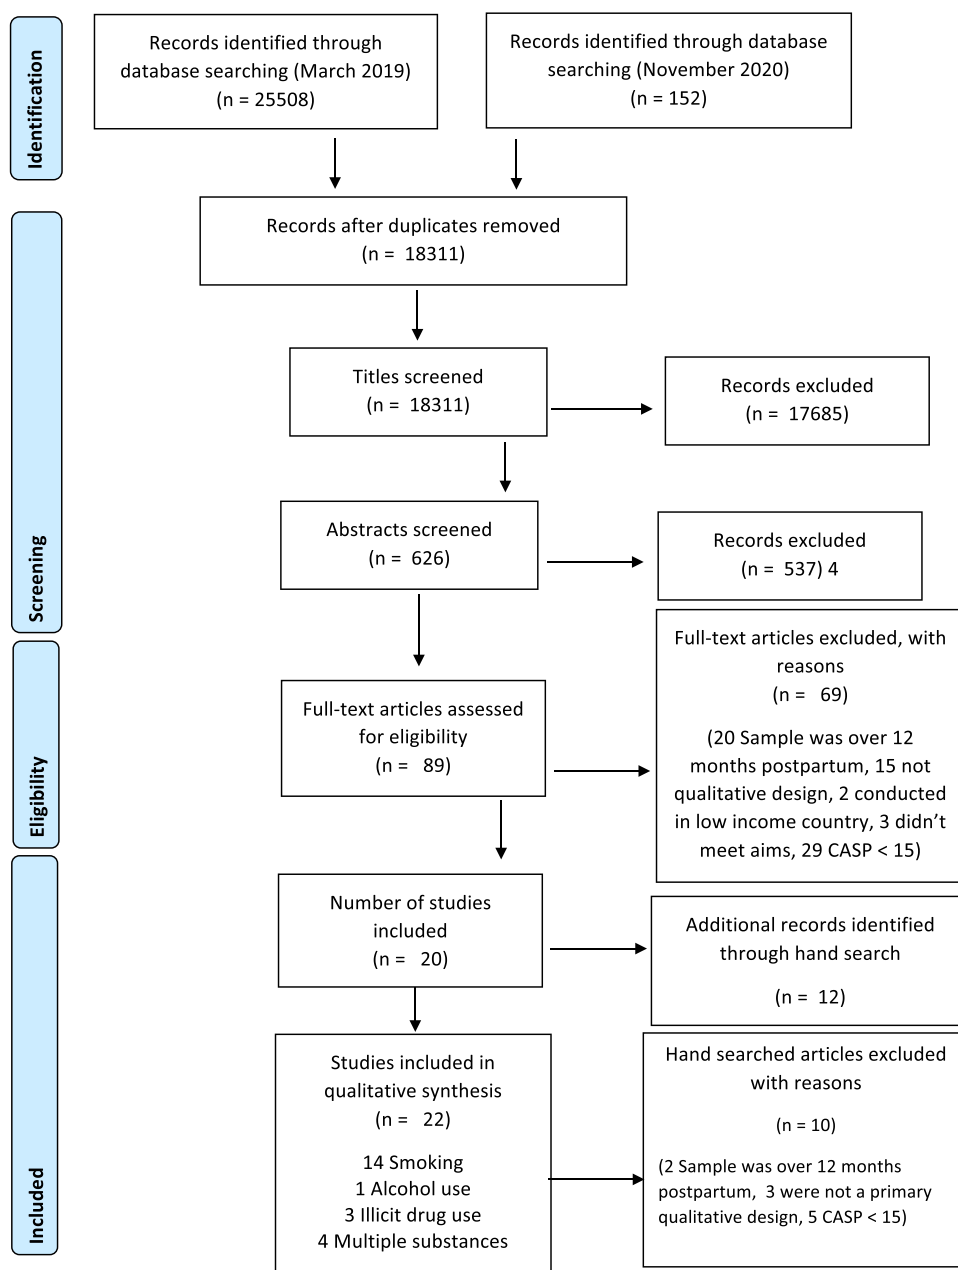 Identification
Records identified through
database searching (March 2019)
(n = 25508)
Records identified through database
searching (November 2020)
(n = 152)
Records after duplicates removed
(n = 18311)
Screening
Titles screened
(n = 18311)
Records excluded
(n = 17685)
Abstracts screened
(n = 626)
Records excluded
(n = 537) 4
Eligibility
Full-text articles assessed
for eligibility
(n = 89)
Full-text articles excluded, with
reasons
(n = 69)
(20 Sample was over 12
months postpartum, 15 not
qualitative design, 2 conducted
in low income country, 3 didn’t
meet aims, 29 CASP < 15)
Included
Number of studies
included
(n = 20)
Additional records identified
through hand search
(n = 12)
Studies included in
qualitative synthesis
(n = 22)
14 Smoking
1 Alcohol use
3 Illicit drug use
4 Multiple substances
Hand searched articles excluded
with reasons
(n = 10)
(2 Sample was over 12 months
postpartum, 3 were not a primary
qualitative design, 5 CASP < 15)